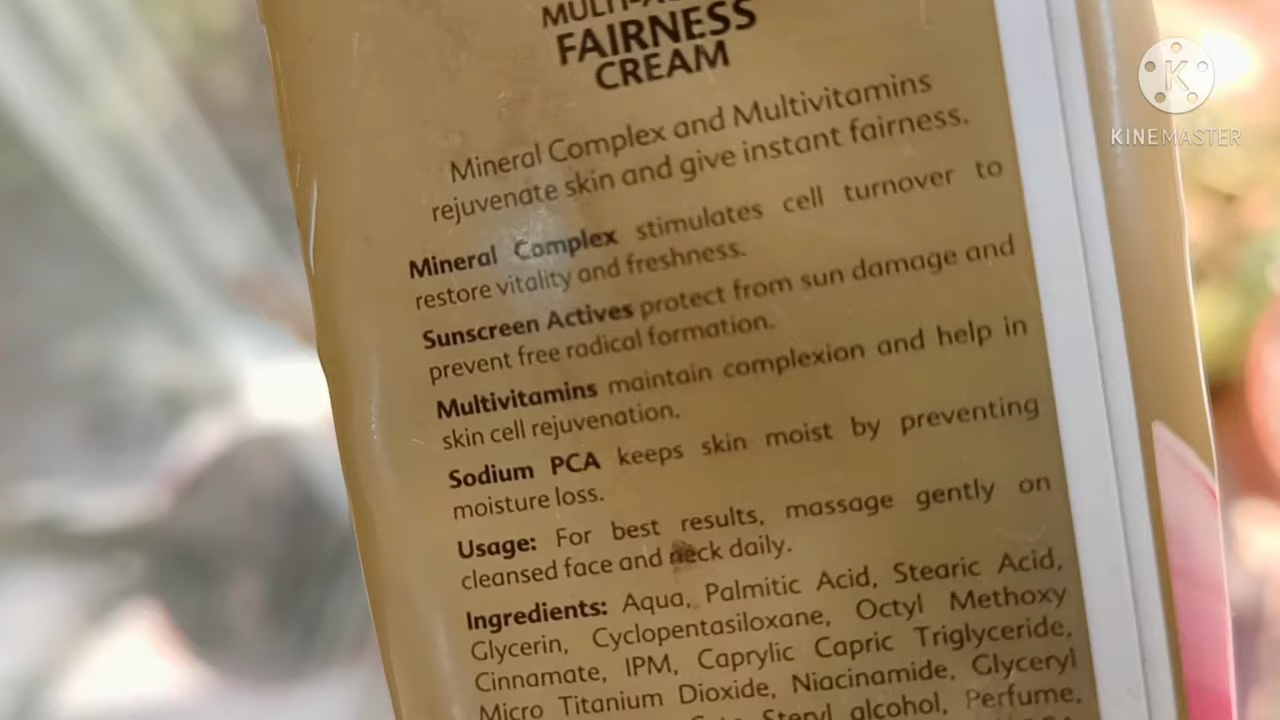 FAIRNESS
CREAM
Mineral Complex and Multivitamins
rejuvenate skin and give instant fairness.
Mineral Complex stimulates cell turnover to
restore vitality and freshness.
Sunscreen Actives protect from sun damage and
prevent free radical formation.
Multivitamins maintain complexion and help in
skin cell rejuvenation.
Sodium PCA keeps skin moist by preventing
moisture loss.
Usage: For best results, massage gently on
cleansed face and neck daily.
Ingredients: Aqua, Palmitic Acid, Stearic Acid,
Glycerin, Cyclopentasiloxane, Octyl Methoxy
Cinnamate, IPM, Caprylic Capric Triglyceride,
Micro Titanium Dioxide, Niacinamide, Glyceryl
alcohol, Perfume,
K
KINEMASTER